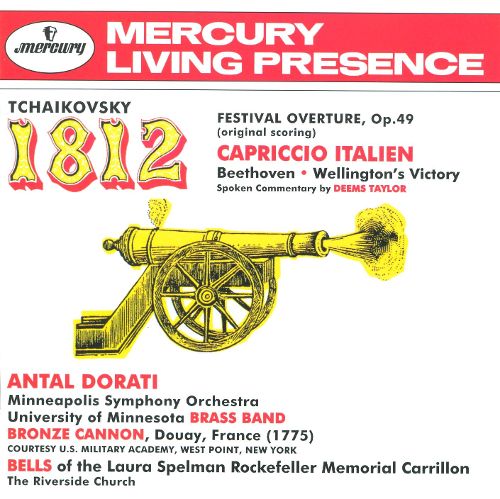 mercury
MERCURY
LIVING PRESENCE
TCHAIKOVSKY
1812
FESTIVAL OVERTURE, Op.49
(original scoring)
CAPRICCIO ITALIEN
Beethoven • Wellington's Victory
Spoken Commentary by DEEMS TAYLOR
ANTAL DORATI
Minneapolis Symphony Orchestra
University of Minnesota BRASS BAND
BRONZE CANNON, Douay, France (1775)
COURTESY U.S. MILITARY ACADEMY, WEST POINT, NEW YORK
BELLS of the Laura Spelman Rockefeller Memorial Carrillon
The Riverside Church